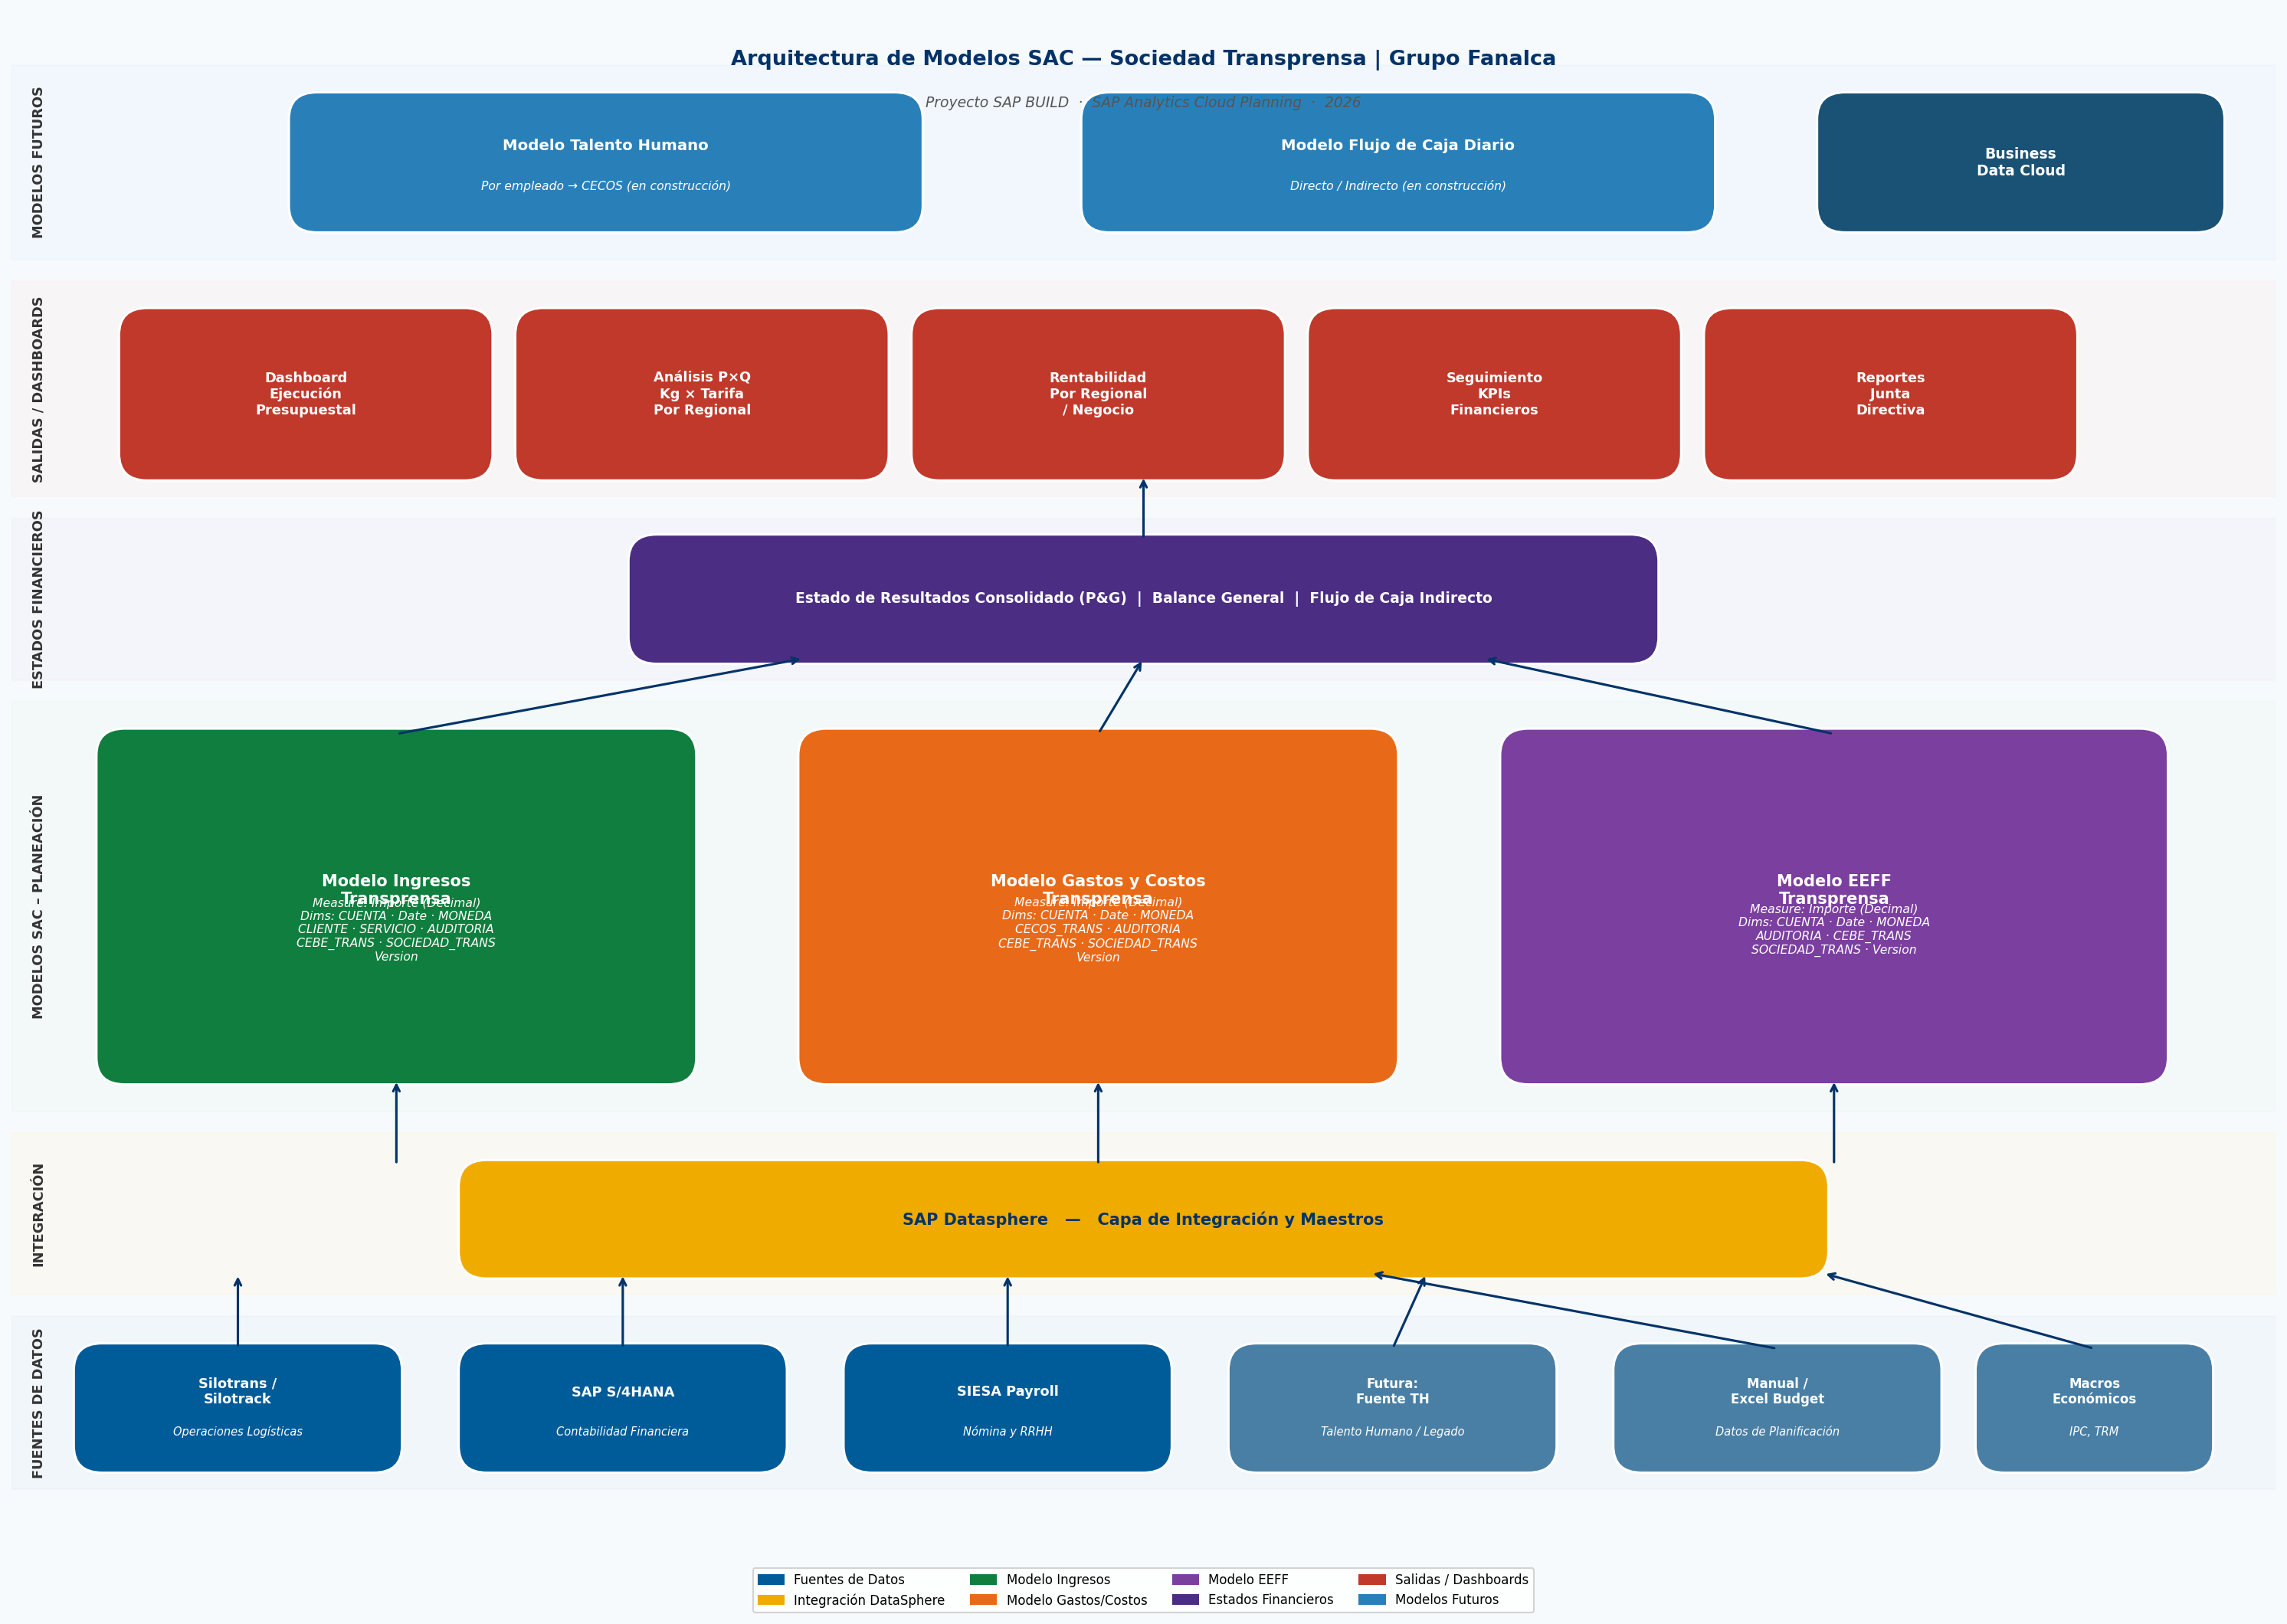 Arquitectura de Modelos SAC — Sociedad Transprensa | Grupo Fanalca
Proyecto SAP BUILD · SAP Analytics Cloud Planning · 2026
MODELOS FUTUROS
Modelo Talento Humano
Por empleado → CECOS (en construcción)
Modelo Flujo de Caja Diario
Directo / Indirecto (en construcción)
Business
Data Cloud
SALIDAS / DASHBOARDS
Dashboard
Ejecución
Presupuestal
Análisis P×Q
Kg × Tarifa
Por Regional
Rentabilidad
Por Regional
/ Negocio
Seguimiento
KPIs
Financieros
Reportes
Junta
Directiva
ESTADOS FINANCIEROS
Estado de Resultados Consolidado (P&G) | Balance General | Flujo de Caja Indirecto
MODELOS SAC – PLANEACIÓN
Modelo Ingresos
Transprensa
Measure: Importe (Decimal)
Dims: CUENTA · Date · MONEDA
CLIENTE · SERVICIO · AUDITORIA
CEBE_TRANS · SOCIEDAD_TRANS
Version
Modelo Gastos y Costos
Transprensa
Measure: Importe (Decimal)
Dims: CUENTA · Date · MONEDA
CECOS_TRANS · AUDITORIA
CEBE_TRANS · SOCIEDAD_TRANS
Version
Modelo EEFF
Transprensa
Measure: Importe (Decimal)
Dims: CUENTA · Date · MONEDA
AUDITORIA · CEBE_TRANS
SOCIEDAD_TRANS · Version
INTEGRACIÓN
SAP Datasphere — Capa de Integración y Maestros
FUENTES DE DATOS
Silotrans /
Silotrack
Operaciones Logísticas
SAP S/4HANA
Contabilidad Financiera
SIESA Payroll
Nómina y RRHH
Futura:
Fuente TH
Talento Humano / Legado
Manual /
Excel Budget
Datos de Planificación
Macros
Económicos
IPC, TRM
Fuentes de Datos
Integración DataSphere
Modelo Ingresos
Modelo Gastos/Costos
Modelo EEFF
Estados Financieros
Salidas / Dashboards
Modelos Futuros